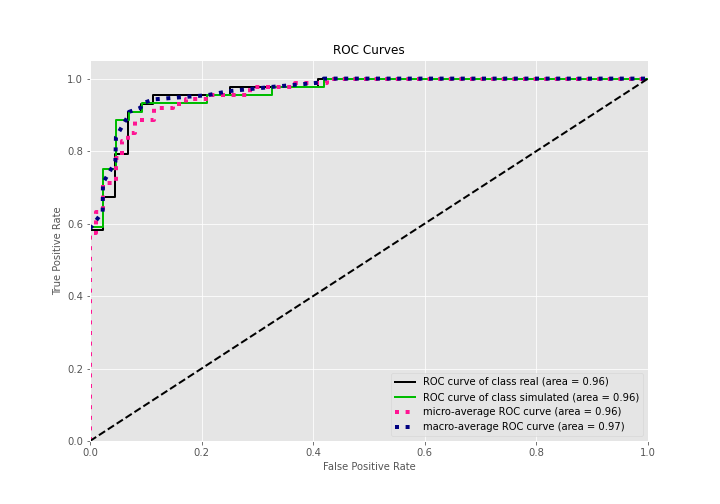 ROC Curves
True Positive Rate
1.0
0.8
0.6
0.4
0.2
0.0
0.0 0.2 0.4 0.6 0.8 1.0
False Positive Rate
ROC curve of class real (area = 0.96)
ROC curve of class simulated (area = 0.96)
micro-average ROC curve (area = 0.96)
macro-average ROC curve (area = 0.97)